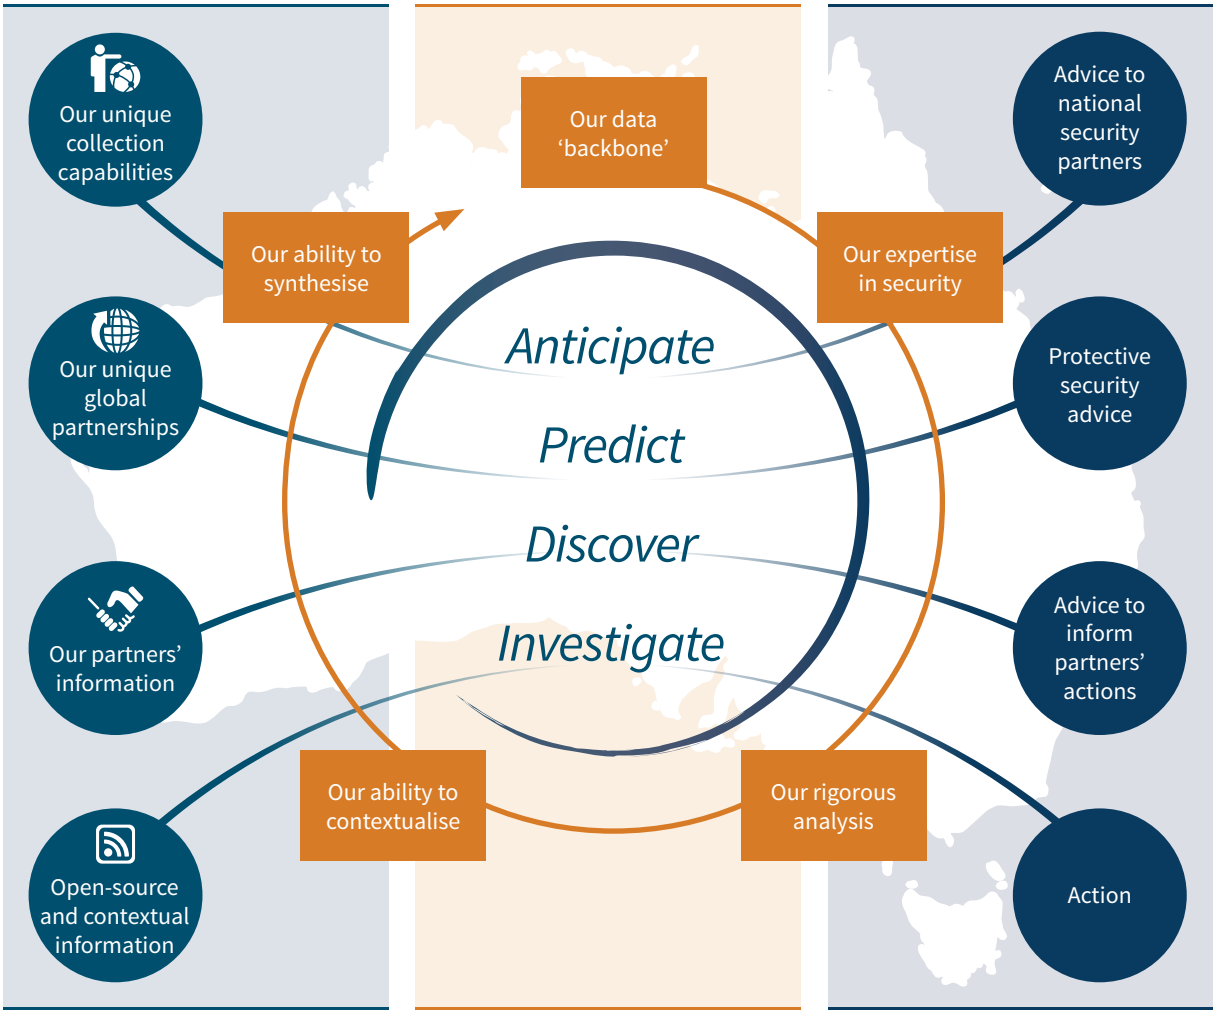 Our unique
collection
capabilities
Our unique
global
partnerships
Our partners’
information
Open-source
and contextual
information
Our data
‘backbone’
Our ability to
synthesise
Our expertise
in security
Anticipate
Predict
Discover
Investigate
Our ability to
contextualise
Our rigorous
analysis
Advice to
national
security
partners
Protective
security
advice
Advice to
inform
partners’
actions
Action